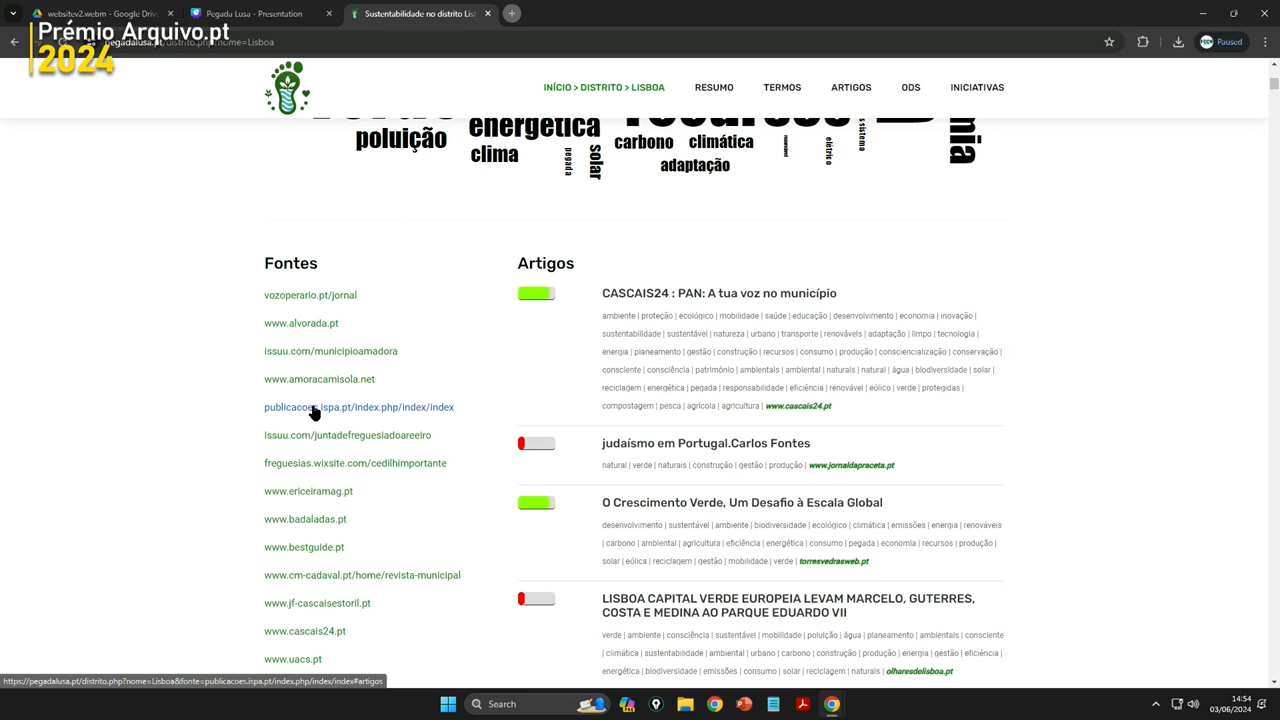 websitev2.webm - Google Driv
Pegada Lusa - Pegada
Sustentabilidade no distrito Lis
Prémio Arquivo.pt
2024
pegadalusa.pt/distrito.php?nome=Lisboa
FCCN
Paused
INÍCIO > DISTRITO > LISBOA
RESUMO
TERMOS
ARTIGOS
ODS
INICIATIVAS
poluição
energética
clima
pegada
solar
recursos
carbono
climática
adaptação
elétrico
sistema
Fontes
vozoperario.pt/jornal
www.alvorada.pt
issuu.com/municipioamadora
www.amoracamisola.net
publicacoes.ispa.pt/index.php/index/index
issuu.com/juntadefreguesiadoareeiro
freguesias.wixsite.com/cedilhimportante
www.ericeiramag.pt
www.badaladas.pt
www.bestguide.pt
www.cm-cadaval.pt/home/revista-municipal
www.jf-cascaisestoril.pt
www.cascais24.pt
www.uacs.pt
Artigos
CASCAIS24 : PAN: A tua voz no município
ambiente | proteção | ecológico | mobilidade | saúde | educação | desenvolvimento | economia | inovação |
sustentabilidade | sustentável | natureza | urbano | transporte | renováveis | adaptação | limpo | tecnologia |
energia | planeamento | gestão | construção | recursos | consumo | produção | consciencialização | conservação |
consciente | consciência | património | ambientais | ambiental | naturais | natural | água | biodiversidade | solar |
reciclagem | energética | pegada | responsabilidade | eficiência | renovável | eólico | verde | protegidas |
compostagem | pesca | agrícola | agricultura | www.cascais24.pt
judaísmo em Portugal.Carlos Fontes
natural | verde | naturais | construção | gestão | produção | www.jornaldapraceta.pt
O Crescimento Verde, Um Desafio à Escala Global
desenvolvimento | sustentável | ambiente | biodiversidade | ecológico | climática | emissões | energia | renováveis
| carbono | ambiental | agricultura | eficiência | energética | consumo | pegada | economia | recursos | produção |
solar | eólica | reciclagem | gestão | mobilidade | verde | torresvedrasweb.pt
LISBOA CAPITAL VERDE EUROPEIA LEVAM MARCELO, GUTERRES,
COSTA E MEDINA AO PARQUE EDUARDO VII
verde | ambiente | consciência | sustentável | mobilidade | poluição | água | planeamento | ambientais | consciente
| climática | sustentabilidade | ambiental | urbano | carbono | construção | produção | energia | gestão | eficiência |
energética | biodiversidade | emissões | consumo | solar | reciclagem | naturais | olharesdelisboa.pt
https://pegadalusa.pt/distrito.php?nome=Lisboa&fonte=publicacoes.ispa.pt/index.php/index/index#artigos
Search
14:54
03/06/2024